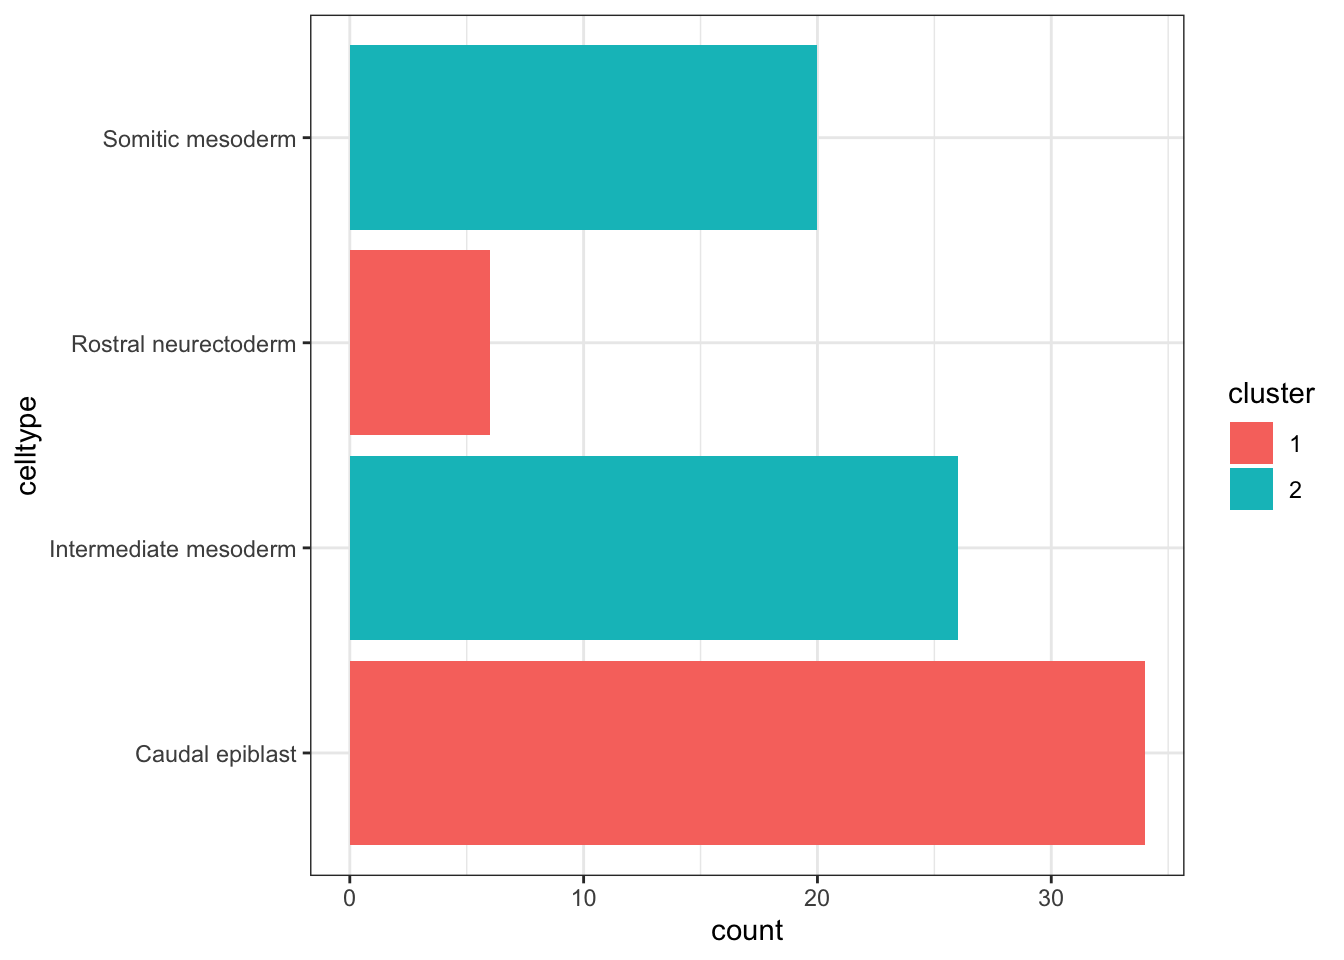 Somitic mesoderm
Rostral neurectoderm
Intermediate mesoderm
Caudal epiblast
celltype
0 10 20 30
count
cluster
1
2